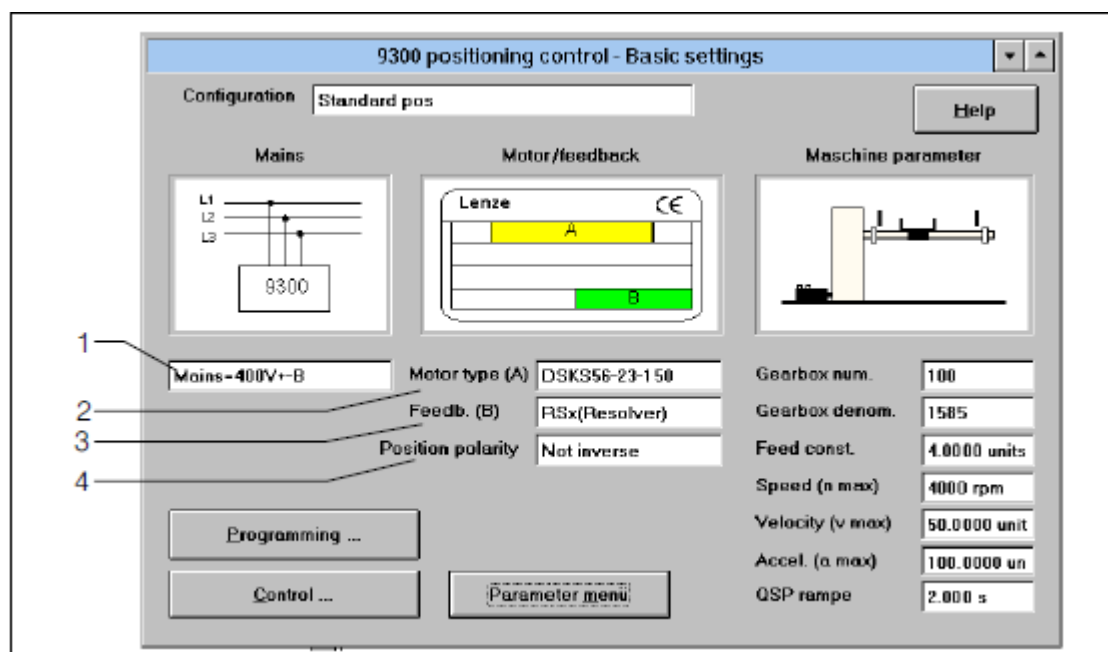 9300 positioning control - Basic settings
Configuration Standard pos
Help
Mains
Motor/feedback
Maschine parameter
L1
L2
L3
9300
Lenze CE
A
B
1
Mains=400V+-B
2
Motor type (A) DSKS56-23-150
3
Feedb. (B) RSx(Resolver)
4
Position polarity Not inverse
Gearbox num. 100
Gearbox denom. 1585
Feed const. 4.0000 units
Speed (n max) 4000 rpm
Velocity (v max) 50.0000 unit
Accel. (a max) 100.0000 un
QSP rampe 2.000 s
Programming ...
Control ...
Parameter menü